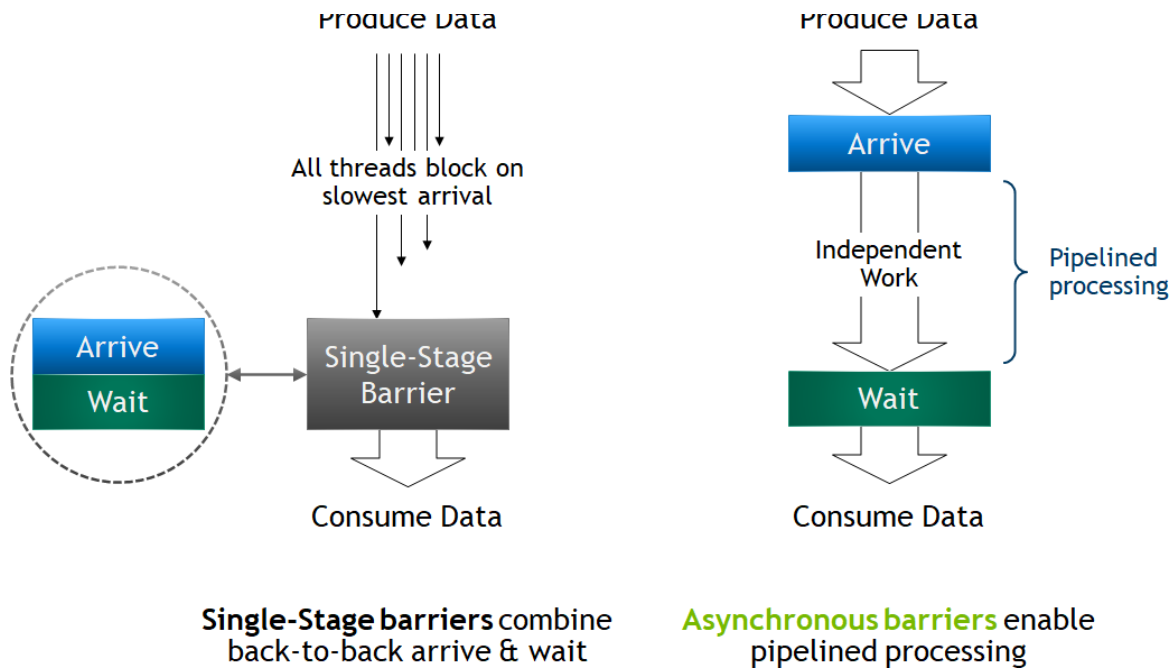 Produce Data
All threads block on
slowest arrival
Arrive
Wait
Single-Stage
Barrier
Consume Data
Single-Stage barriers combine
back-to-back arrive & wait
Produce Data
Arrive
Independent
Work
Pipelined
processing
Wait
Consume Data
Asynchronous barriers enable
pipelined processing